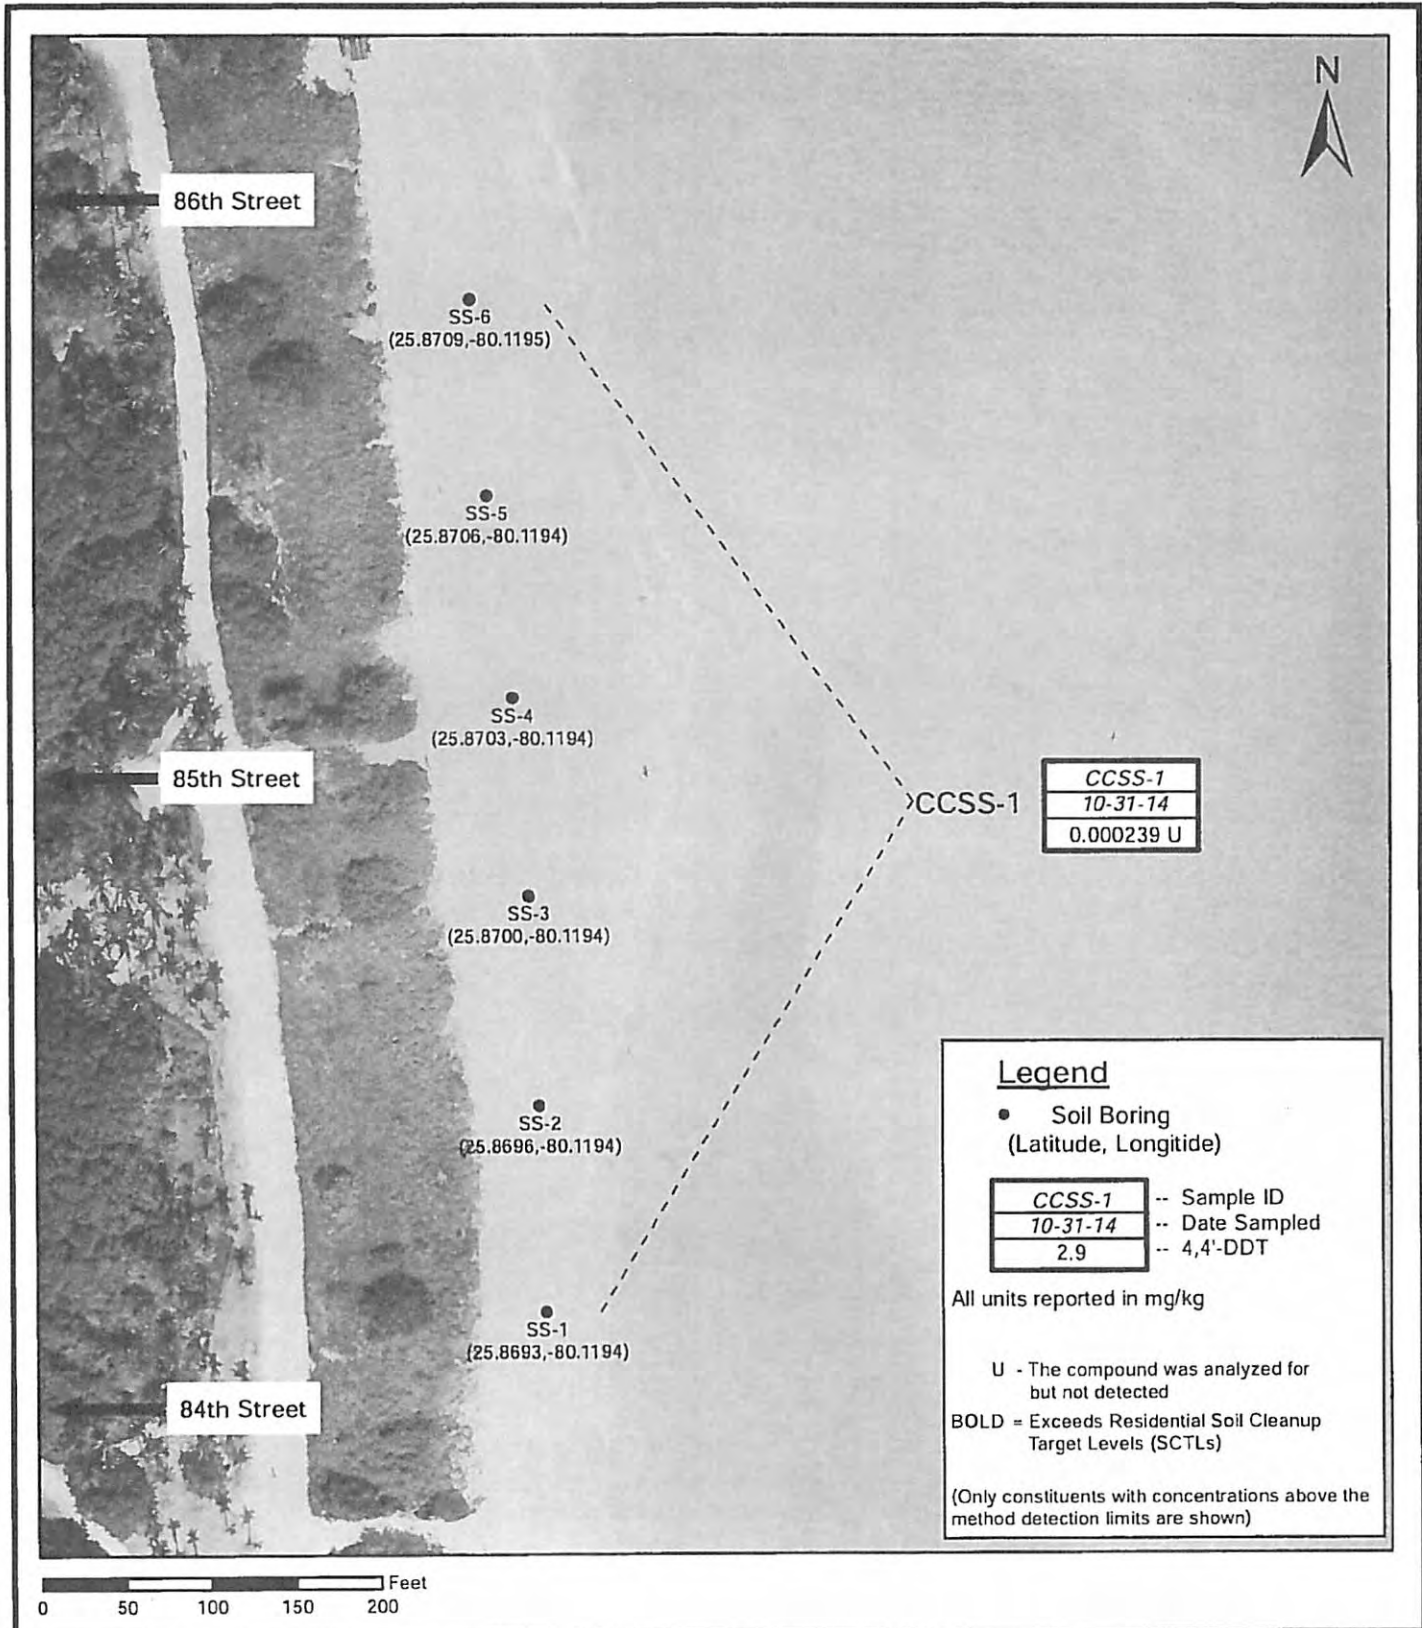 N
86th Street
SS-6
(25.8709,-80.1195)
SS-5
(25.8706,-80.1194)
SS-4
(25.8703,-80.1194)
85th Street
CCSS-1
CCSS-1
10-31-14
0.000239 U
SS-3
(25.8700,-80.1194)
SS-2
(25.8696,-80.1194)
SS-1
(25.8693,-80.1194)
84th Street
Legend
Soil Boring
(Latitude, Longitide)
CCSS-1 -- Sample ID
10-31-14 -- Date Sampled
2.9 -- 4,4'-DDT
All units reported in mg/kg
U - The compound was analyzed for
but not detected
BOLD = Exceeds Residential Soil Cleanup
Target Levels (SCTLs)
(Only constituents with concentrations above the
method detection limits are shown)
Feet
0 50 100 150 200